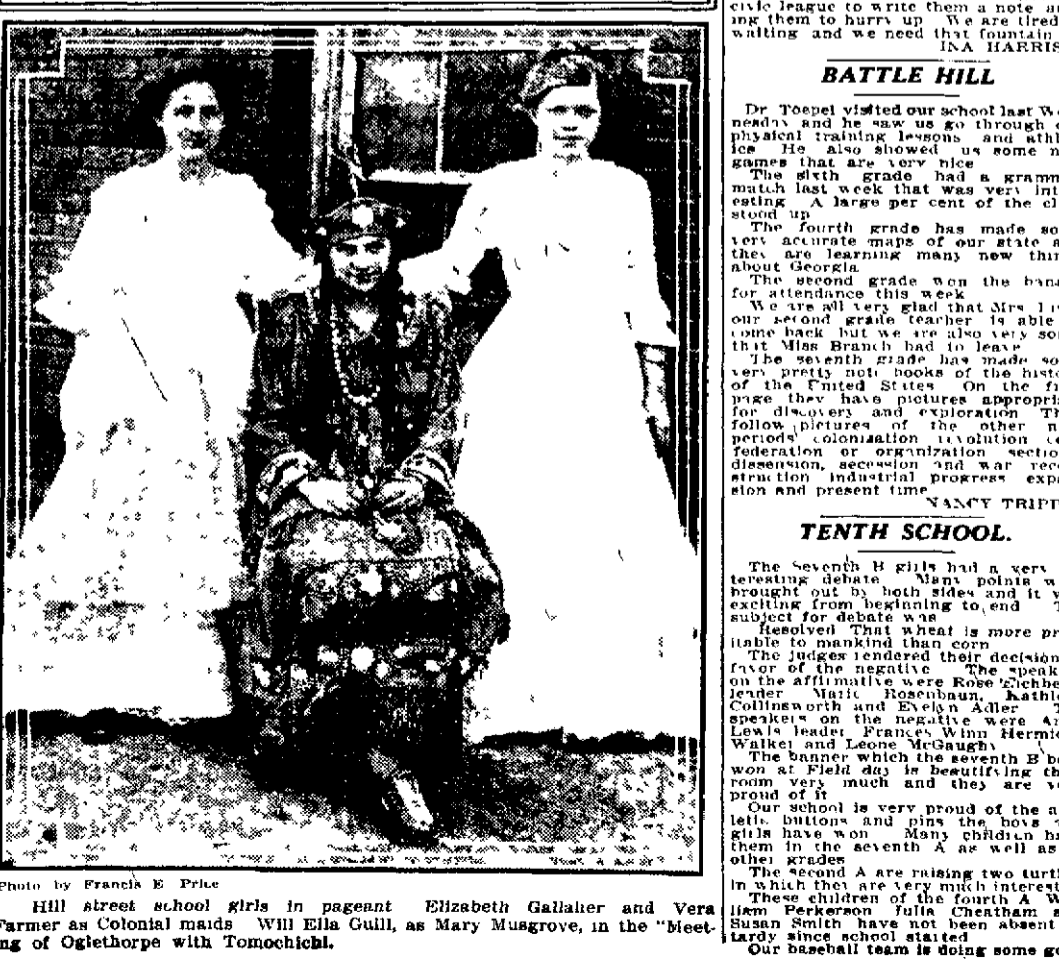 Photo by Francis E Price
Hill street school girls in pageant Elizabeth Gallaher and Vera
Farmer as Colonial maids Will Ella Guill, as Mary Musgrove, in the "Meet-
ng of Oglethorpe with Tomochichi.
civic league to write them a note
ing them to hurry up We are tired
waiting and we need that fountain
INA HARRIS
BATTLE HILL
Dr Toepel visited our school last We
nesday and he saw us go through
physical training lessons and athl
ics He also showed us some n
games that are very nice
The sixth grade had a gramm
match last week that was very int
esting A large per cent of the cl
stood up
The fourth grade has made so
very accurate maps of our state a
they are learning many new thin
about Georgia
The second grade won the ban
for attendance this week
We are all very glad that Mrs
our second grade teacher is able
come back but we are also very so
that Miss Branch had to leave
The seventh grade has made so
very pretty note books of the histo
of the United States On the fi
page they have pictures appropri
for discovery and exploration Th
follow pictures of the other n
periods colonization revolution co
federation or organization sectio
dissension, secession and war reco
struction industrial progress expa
sion and present time
NANCY TRIPP
TENTH SCHOOL.
The Seventh B girls had a very
teresting debate Many points w
brought out by both sides and it w
exciting from beginning to end T
subject for debate was
Resolved That wheat is more pr
itable to mankind than corn
The judges rendered their decision
favor of the negative The speak
on the affirmative were Rose Eichbe
leader Marie Rosenbaun, Kathl
Collinsworth and Evelyn Adler T
speakers on the negative were
Lewis leader Frances Winn Hermi
Walker and Leone McGaughy
The banner which the seventh B b
won at Field day is beautifying th
room very much and they are ve
proud of it
Our school is very proud of the a
letic buttons and pins the boys
girls have won Many children ha
them in the seventh A as well as
other grades
The second A are raising two turtl
in which they are very much interest
These children of the fourth A W
liam Perkerson Julia Cheatham a
Susan Smith have not been absent
tardy since school started
Our baseball team is doing some go